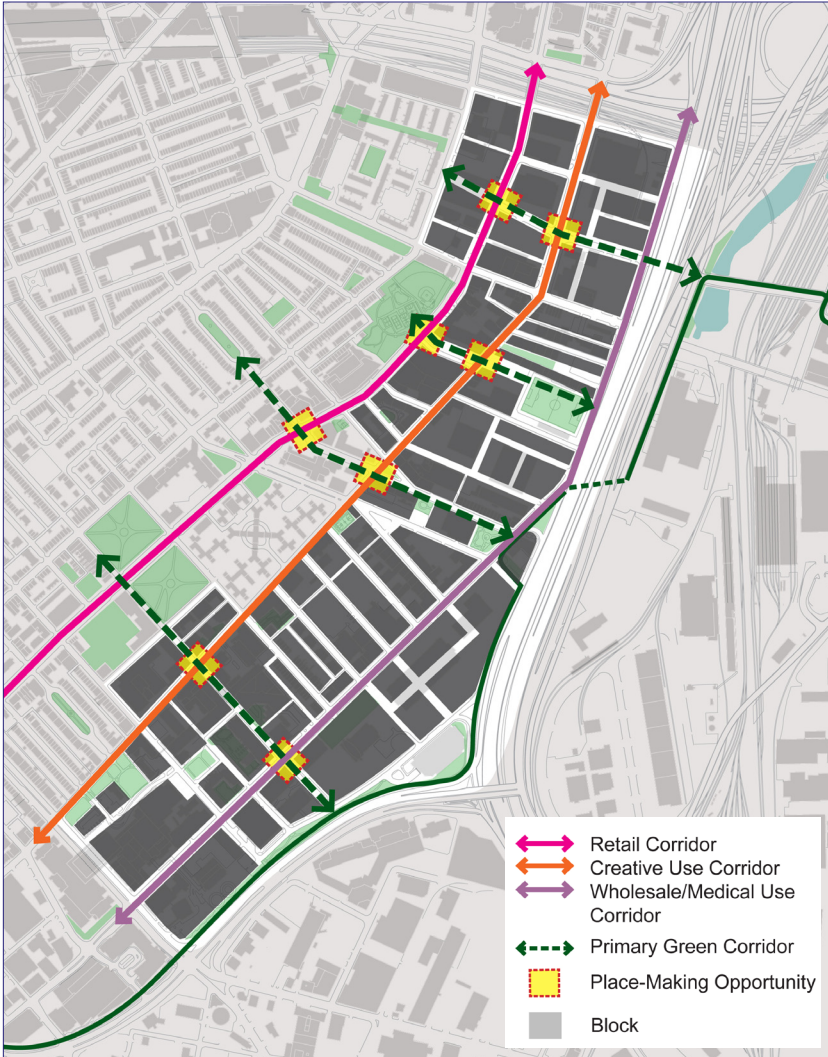 Retail Corridor
Creative Use Corridor
Wholesale/Medical Use
Corridor
Primary Green Corridor
Place-Making Opportunity
Block